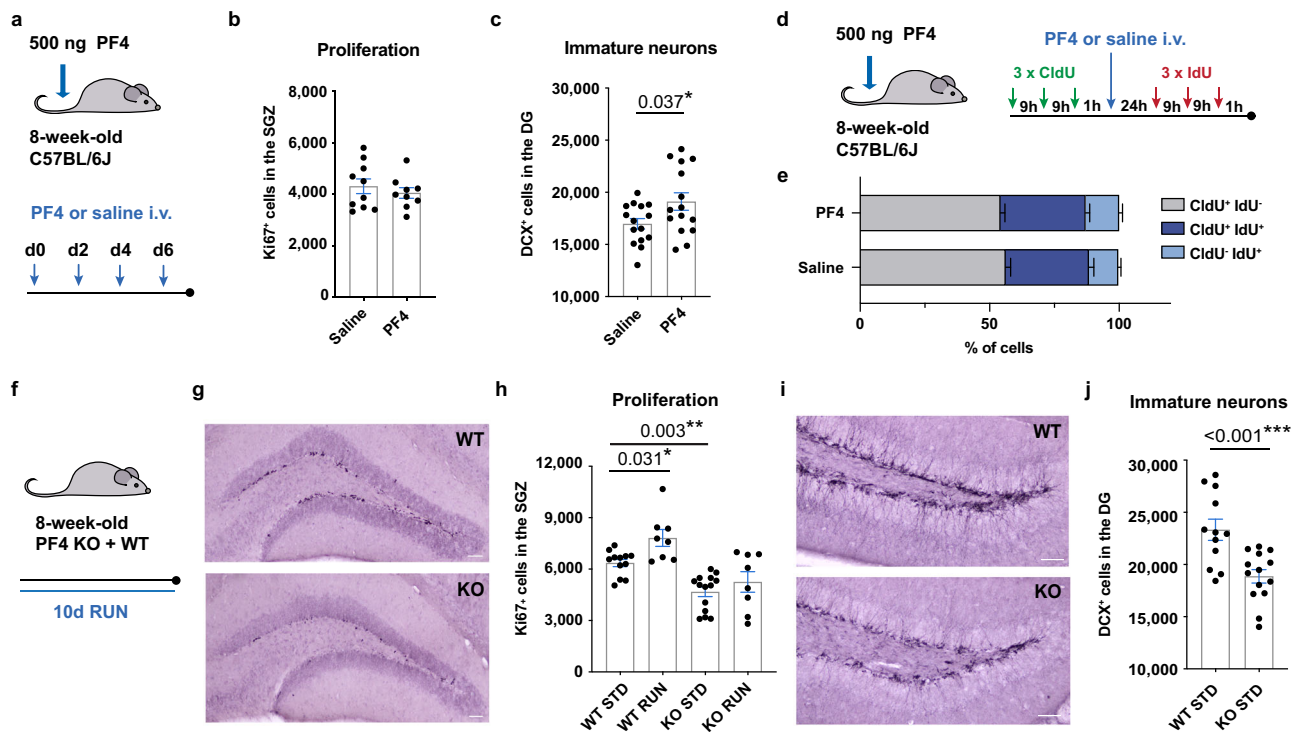 a
500 ng PF4
8-week-old
C57BL/6J
PF4 or saline i.v.
d0 d2 d4 d6
b
Proliferation
Ki67⁺ cells in the SGZ
8,000
6,000
4,000
2,000
0
Saline
PF4
c
Immature neurons
0.037*
DCX⁺ cells in the DG
30,000
25,000
20,000
15,000
10,000
Saline
PF4
d
500 ng PF4
8-week-old
C57BL/6J
PF4 or saline i.v.
3 x CldU 3 x IdU
9h 9h 1h 24h 9h 9h 1h
e
PF4
Saline
0 50 100
% of cells
CldU⁺ IdU⁻
CldU⁺ IdU⁺
CldU⁻ IdU⁺
f
8-week-old
PF4 KO + WT
10d RUN
g
WT
KO
h
Proliferation
0.003**
0.031*
Ki67₊ cells in the SGZ
12,000
9,000
6,000
3,000
0
WT STD
WT RUN
KO STD
KO RUN
i
WT
KO
j
Immature neurons
<0.001***
DCX⁺ cells in the DG
30,000
25,000
20,000
15,000
10,000
WT STD
KO STD